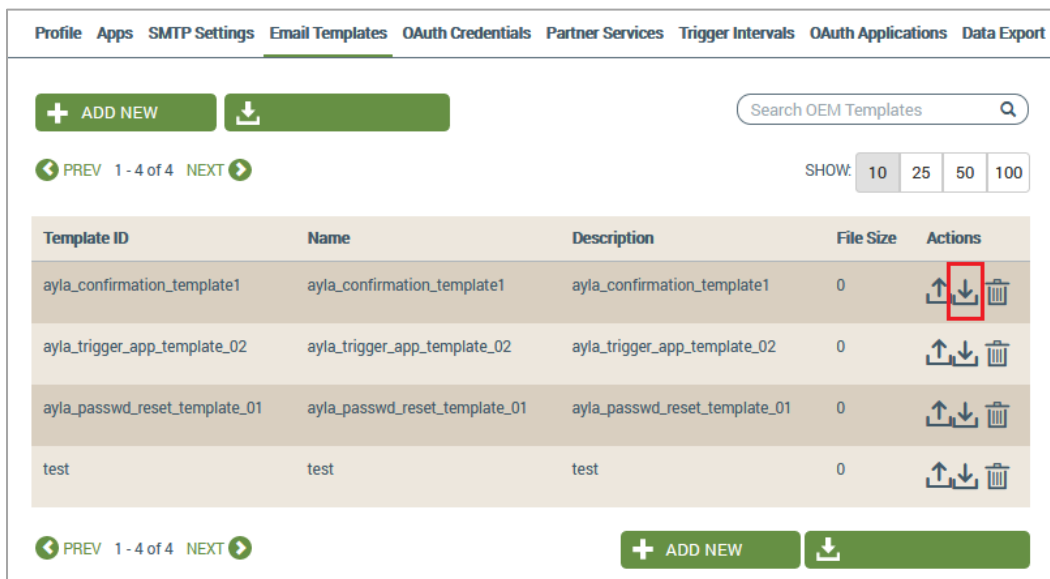 Profile Apps SMTP Settings Email Templates OAuth Credentials Partner Services Trigger Intervals OAuth Applications Data Export
ADD NEW
Search OEM Templates
PREV 1 - 4 of 4 NEXT
SHOW: 10 25 50 100
Template ID Name Description File Size Actions
ayla_confirmation_template1 ayla_confirmation_template1 ayla_confirmation_template1 0
ayla_trigger_app_template_02 ayla_trigger_app_template_02 ayla_trigger_app_template_02 0
ayla_passwd_reset_template_01 ayla_passwd_reset_template_01 ayla_passwd_reset_template_01 0
test test test 0
PREV 1 - 4 of 4 NEXT
ADD NEW